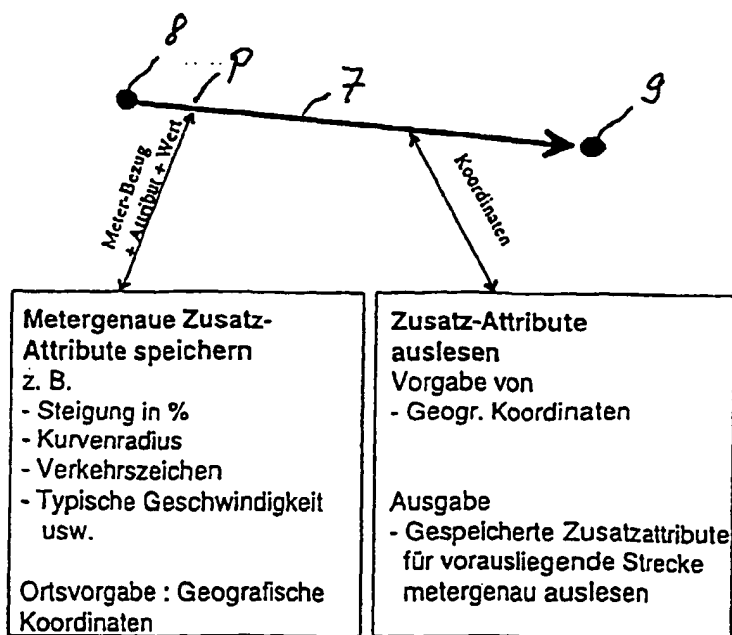 8
P
7
9
Meter-Bezug
+ Attribut + Wert
Koordinaten
Metergenaue Zusatz-
Attribute speichern
z. B.
- Steigung in %
- Kurvenradius
- Verkehrszeichen
- Typische Geschwindigkeit
usw.
Ortsvorgabe : Geografische
Koordinaten
Zusatz-Attribute
auslesen
Vorgabe von
- Geogr. Koordinaten
Ausgabe
- Gespeicherte Zusatzattribute
für vorausliegende Strecke
metergenau auslesen